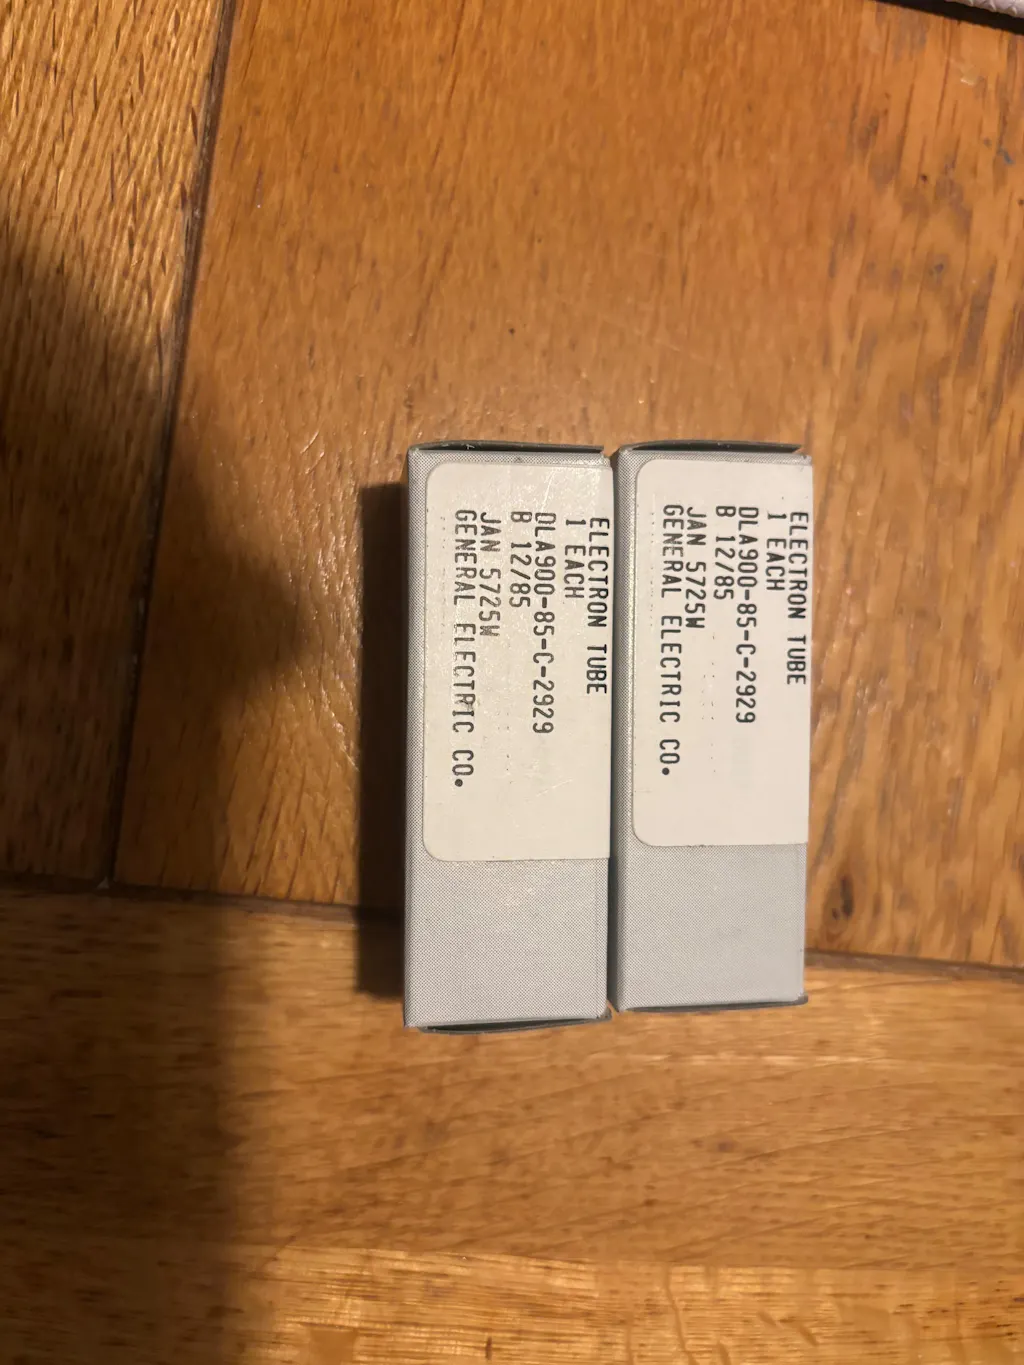 ELECTRON TUBE
1 EACH
DLA900-85-C-2929
B 12/85
JAN 5725W
GENERAL ELECTRIC CO.
ELECTRON TUBE
1 EACH
DLA900-85-C-2929
B 12/85
JAN 5725W
GENERAL ELECTRIC CO.